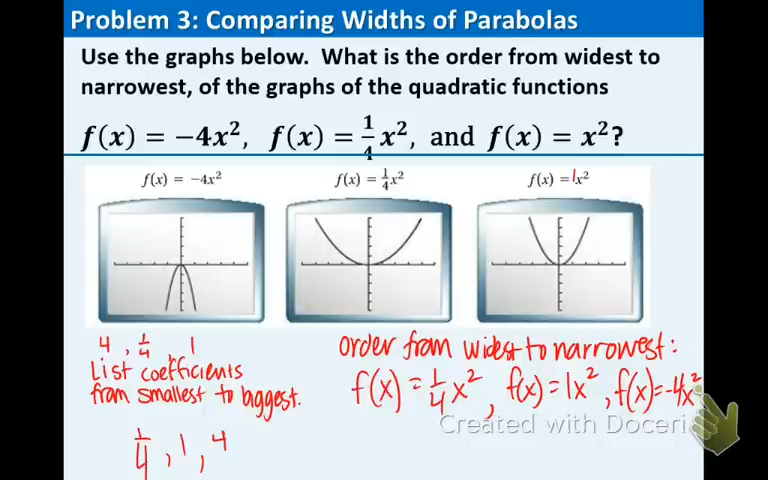 Problem 3: Comparing Widths of Parabolas
Use the graphs below. What is the order from widest to
narrowest, of the graphs of the quadratic functions
f(x) = −4x², f(x) = 1/4 x², and f(x) = x²?
f(x) = −4x² f(x) = 1/4 x² f(x) = 1x²
4, 1/4, 1
List coefficients
from smallest to biggest.
1/4, 1, 4
Order from widest to narrowest:
f(x) = 1/4 x², f(x) = 1x², f(x) = -4x²
Created with Doceri